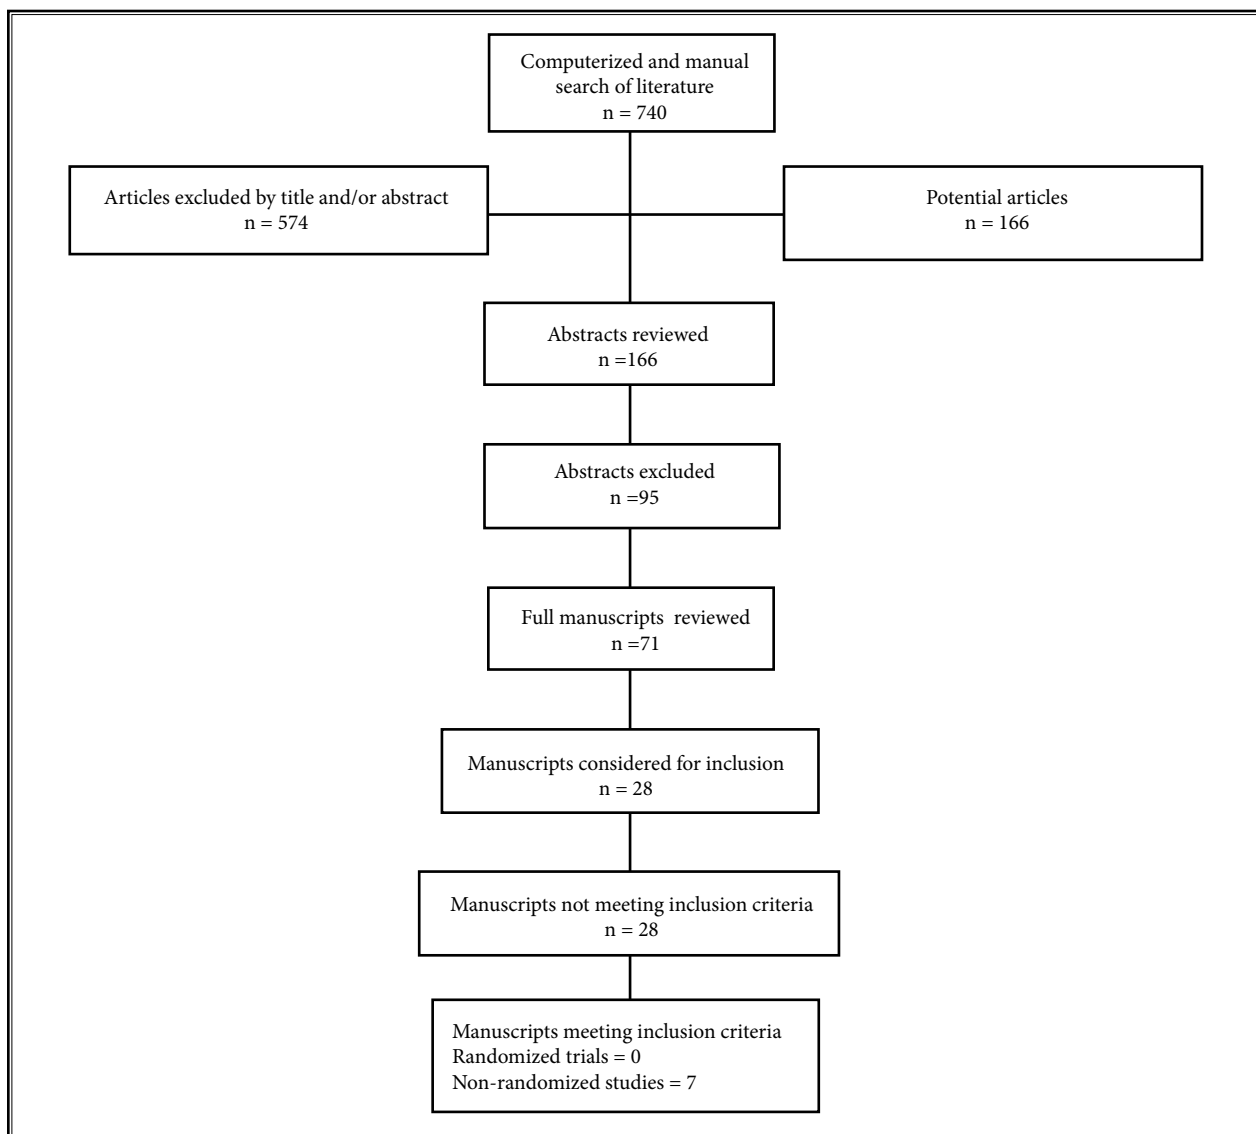 Computerized and manual
search of literature
n = 740
Articles excluded by title and/or abstract
n = 574
Potential articles
n = 166
Abstracts reviewed
n =166
Abstracts excluded
n =95
Full manuscripts reviewed
n =71
Manuscripts considered for inclusion
n = 28
Manuscripts not meeting inclusion criteria
n = 28
Manuscripts meeting inclusion criteria
Randomized trials = 0
Non-randomized studies = 7